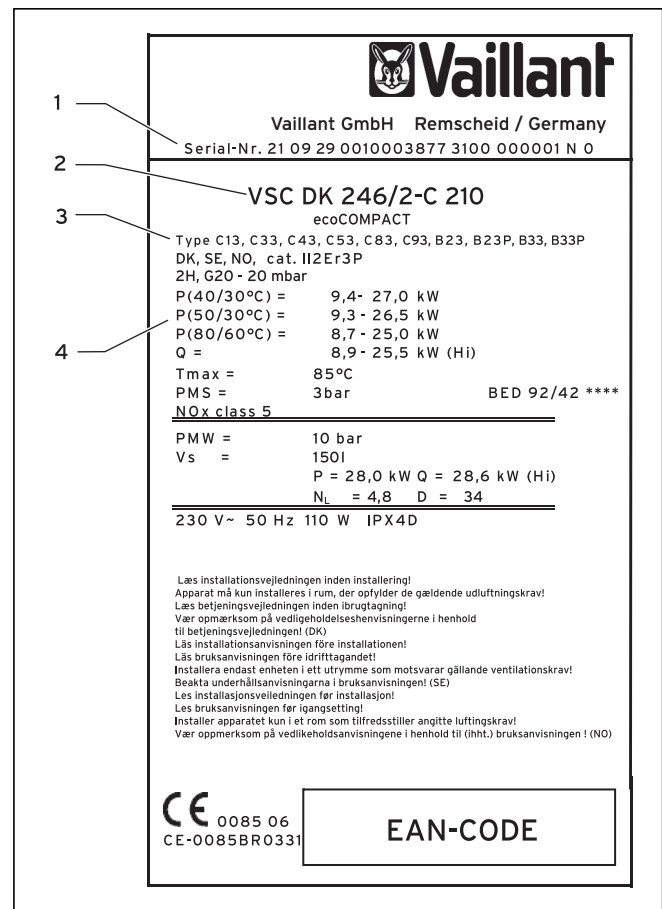 Vaillant
Vaillant GmbH Remscheid / Germany
1
Serial-Nr. 21 09 29 0010003877 3100 000001 N 0
2
VSC DK 246/2-C 210
ecoCOMPACT
3
Type C13, C33, C43, C53, C83, C93, B23, B23P, B33, B33P
DK, SE, NO, cat. II2Er3P
2H, G20 - 20 mbar
P(40/30°C) = 9,4- 27,0 kW
P(50/30°C) = 9,3 - 26,5 kW
4
P(80/60°C) = 8,7 - 25,0 kW
Q = 8,9 - 25,5 kW (Hi)
Tmax = 85°C
PMS = 3bar BED 92/42 ****
NOx class 5
PMW = 10 bar
Vs = 150l
P = 28,0 kW Q = 28,6 kW (Hi)
NL = 4,8 D = 34
230 V~ 50 Hz 110 W IPX4D
Læs installationsvejledningen inden installering!
Apparat må kun installeres i rum, der opfylder de gældende udluftningskrav!
Læs betjeningsvejledningen inden ibrugtagning!
Vær opmærksom på vedligeholdelseshenvisningerne i henhold
til betjeningsvejledningen! (DK)
Läs installationsanvisningen före installationen!
Läs bruksanvisningen före idrifttagandet!
Installera endast enheten i ett utrymme som motsvarar gällande ventilationskrav!
Beakta underhållsanvisningarna i bruksanvisningen! (SE)
Les installasjonsveiledningen før installasjon!
Les bruksanvisningen før igangsetting!
Installer apparatet kun i et rom som tilfredsstiller angitte luftingskrav!
Vær oppmerksom på vedlikeholdsanvisningene i henhold til (ihht.) bruksanvisningen ! (NO)
CE 0085 06
CE-0085BR0331
EAN-CODE